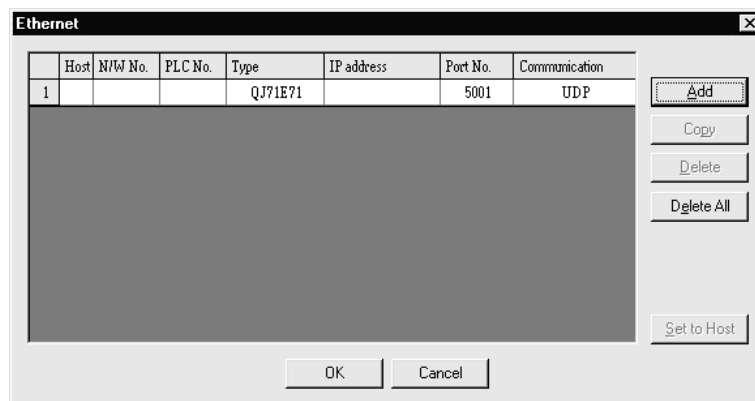 Ethernet
Host N/W No. PLC No. Type IP address Port No. Communication
1 QJ71E71 5001 UDP
Add
Copy
Delete
Delete All
Set to Host
OK Cancel